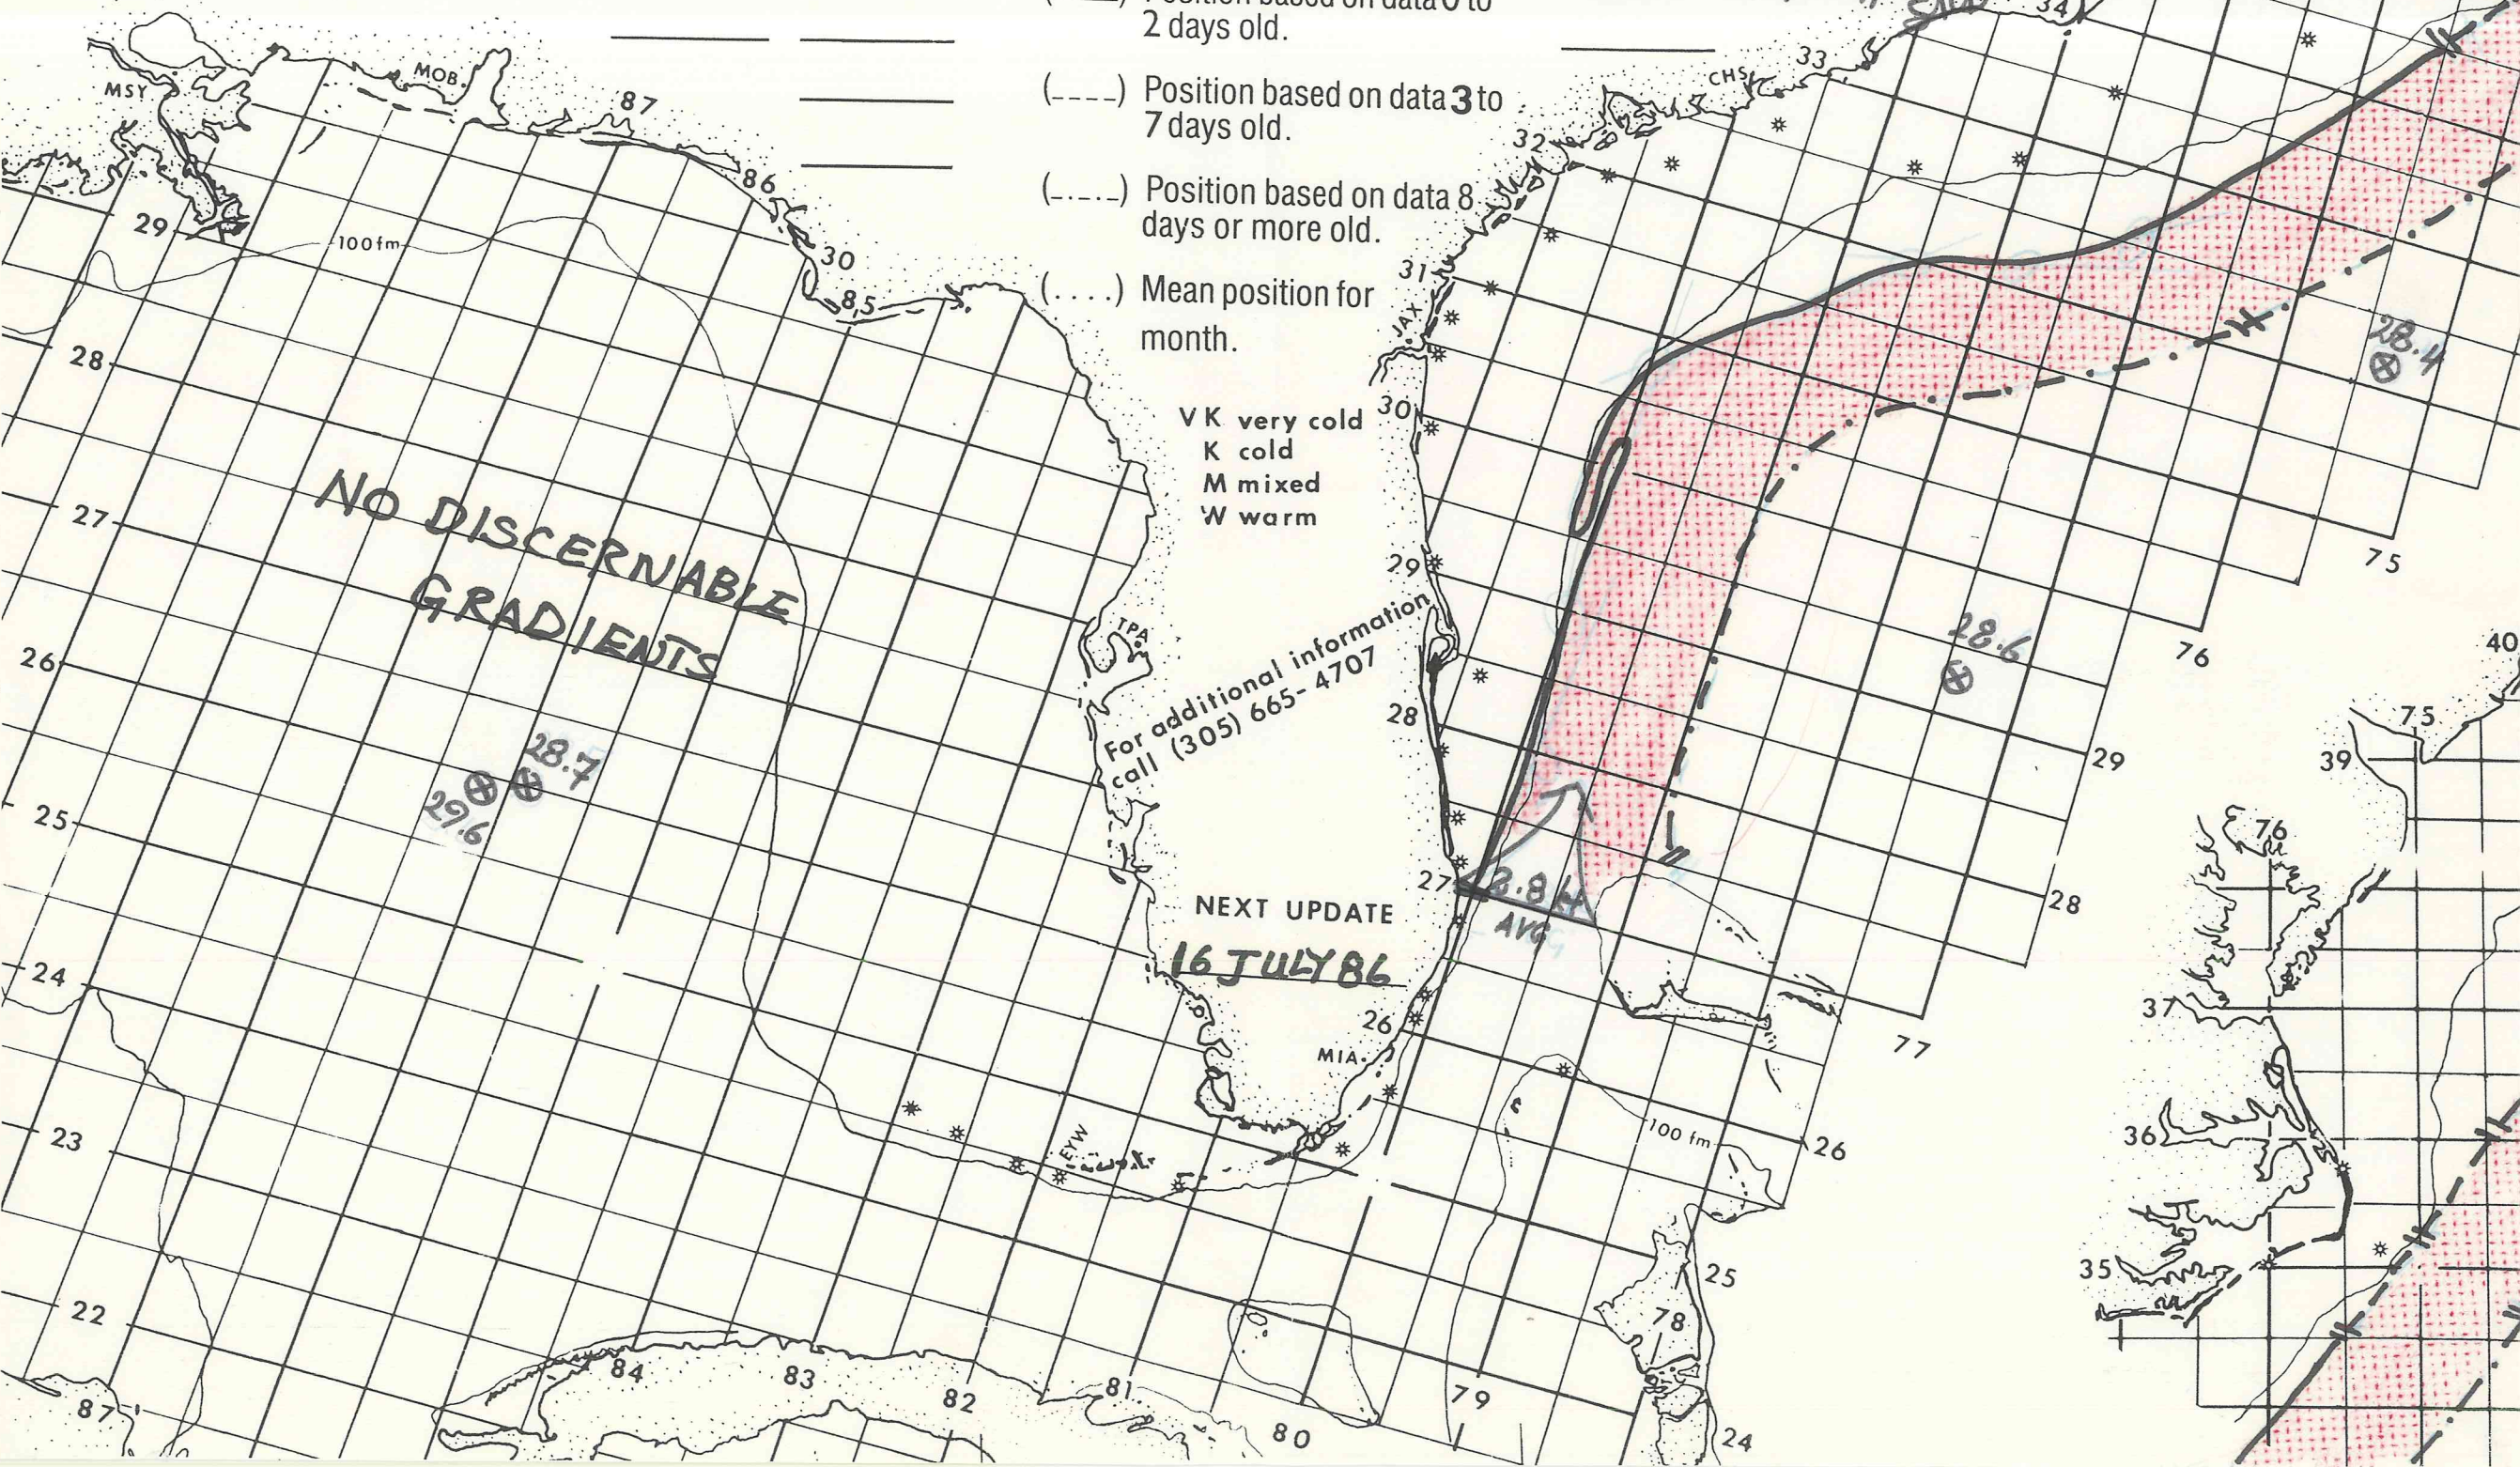 2 days old.
(----) Position based on data 3 to
7 days old.
(_._._) Position based on data 8
days or more old.
(....) Mean position for
month.
VK very cold
K cold
M mixed
W warm
NO DISCERNABLE
GRADIENTS
For additional information
call (305) 665-4707
NEXT UPDATE
16 JULY 86
MSY
MOB.
87
86
85
30
29
28
27
26
25
24
23
22
100 fm
28.7
29.6
TPA
EYW
MIA.
JAX
CHS
34
33
32
31
30
29
28
27
26
2.8 kt
AVG
28.4
28.6
75
76
77
29
28
26
100 fm
25
24
78
79
80
81
82
83
84
87
40
75
39
76
37
36
35